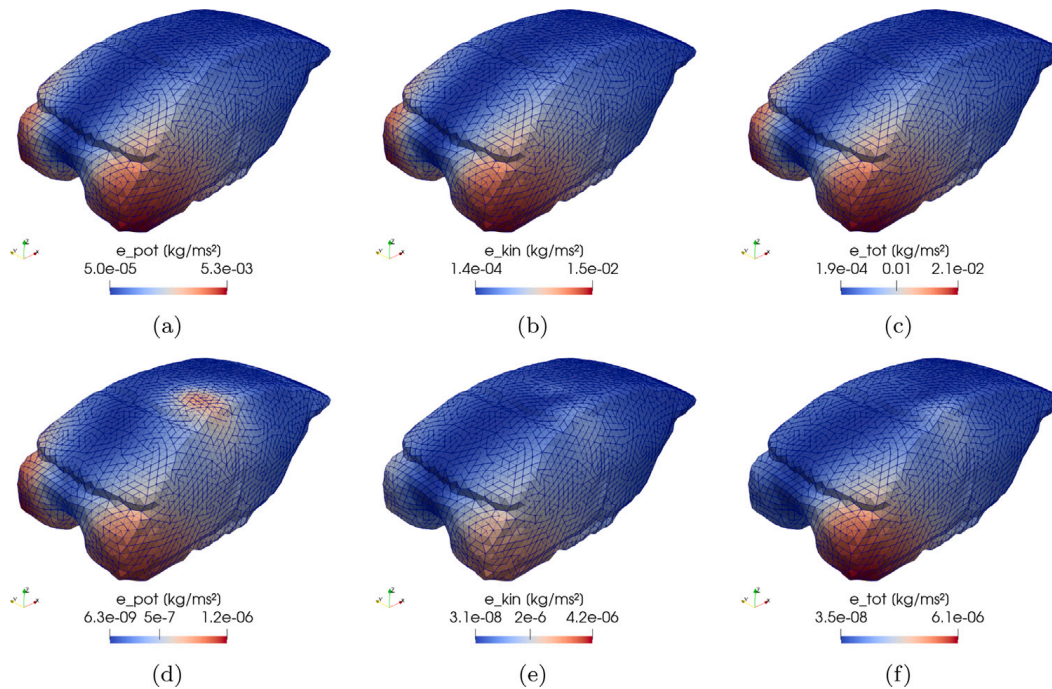 e_pot [kg/ms²] e_kin [kg/ms²] e_tot [kg/ms²]
5.0e-05 5.3e-03 1.4e-04 1.5e-02 1.9e-04 0.01 2.1e-02
(a) (b) (c)
e_pot [kg/ms²] e_kin [kg/ms²] e_tot [kg/ms²]
6.3e-09 5e-7 1.2e-06 3.1e-08 2e-6 4.2e-06 3.5e-08 6.1e-06
(d) (e) (f)